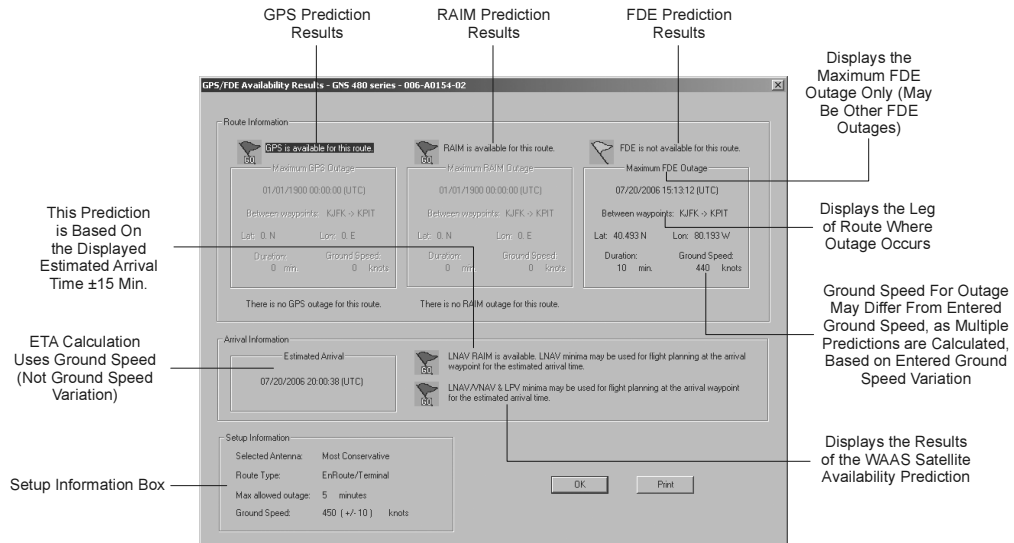 GPS Prediction
Results
RAIM Prediction
Results
FDE Prediction
Results
Displays the
Maximum FDE
Outage Only (May
Be Other FDE
Outages)
Displays the Leg
of Route Where
Outage Occurs
Ground Speed For Outage
May Differ From Entered
Ground Speed, as Multiple
Predictions are Calculated,
Based on Entered Ground
Speed Variation
Displays the Results
of the WAAS Satellite
Availability Prediction
This Prediction
is Based On
the Displayed
Estimated Arrival
Time ±15 Min.
ETA Calculation
Uses Ground Speed
(Not Ground Speed
Variation)
Setup Information Box
GPS/FDE Availability Results - GNS 480 series - 006-A0154-02
Route Information
GO
GPS is available for this route.
Maximum GPS Outage
01/01/1900 00:00:00 (UTC)
Between waypoints: KJFK -> KPIT
Lat: 0. N Lon: 0. E
Duration: Ground Speed:
0 min. 0 knots
There is no GPS outage for this route.
GO
RAIM is available for this route.
Maximum RAIM Outage
01/01/1900 00:00:00 (UTC)
Between waypoints: KJFK -> KPIT
Lat: 0. N Lon: 0. E
Duration: Ground Speed:
0 min. 0 knots
There is no RAIM outage for this route.
FDE is not available for this route.
Maximum FDE Outage
07/20/2006 15:13:12 (UTC)
Between waypoints: KJFK -> KPIT
Lat: 40.493 N Lon: 80.193 W
Duration: Ground Speed:
10 min. 440 knots
Arrival Information
Estimated Arrival
07/20/2006 20:00:38 (UTC)
GO
LNAV RAIM is available. LNAV minima may be used for flight planning at the arrival
waypoint for the estimated arrival time.
GO
LNAV/VNAV & LPV minima may be used for flight planning at the arrival waypoint
for the estimated arrival time.
Setup Information
Selected Antenna: Most Conservative
Route Type: EnRoute/Terminal
Max allowed outage: 5 minutes
Ground Speed: 450 ( +/- 10 ) knots
OK
Print